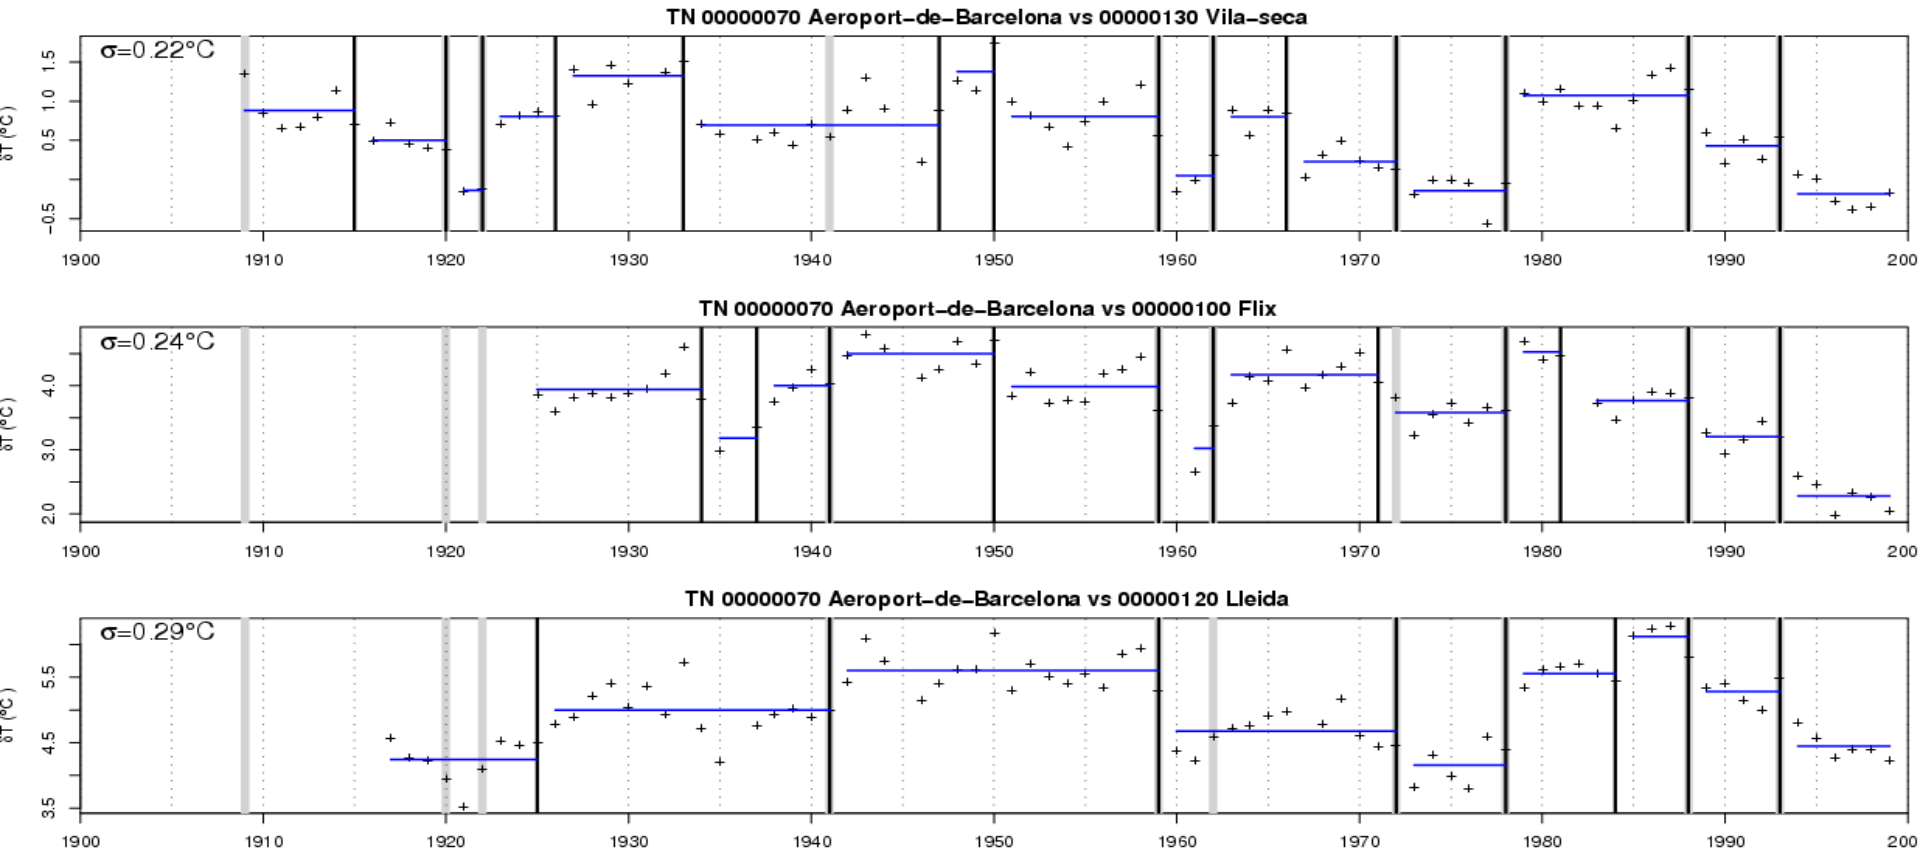 TN 00000070 Aeroport-de-Barcelona vs 00000130 Vila-seca
σ=0.22°C
δT (°C)
1.5
1.0
0.5
-0.5
1900 1910 1920 1930 1940 1950 1960 1970 1980 1990 200
TN 00000070 Aeroport-de-Barcelona vs 00000100 Flix
σ=0.24°C
δT (°C)
4.0
3.0
2.0
1900 1910 1920 1930 1940 1950 1960 1970 1980 1990 200
TN 00000070 Aeroport-de-Barcelona vs 00000120 Lleida
σ=0.29°C
δT (°C)
5.5
4.5
3.5
1900 1910 1920 1930 1940 1950 1960 1970 1980 1990 200